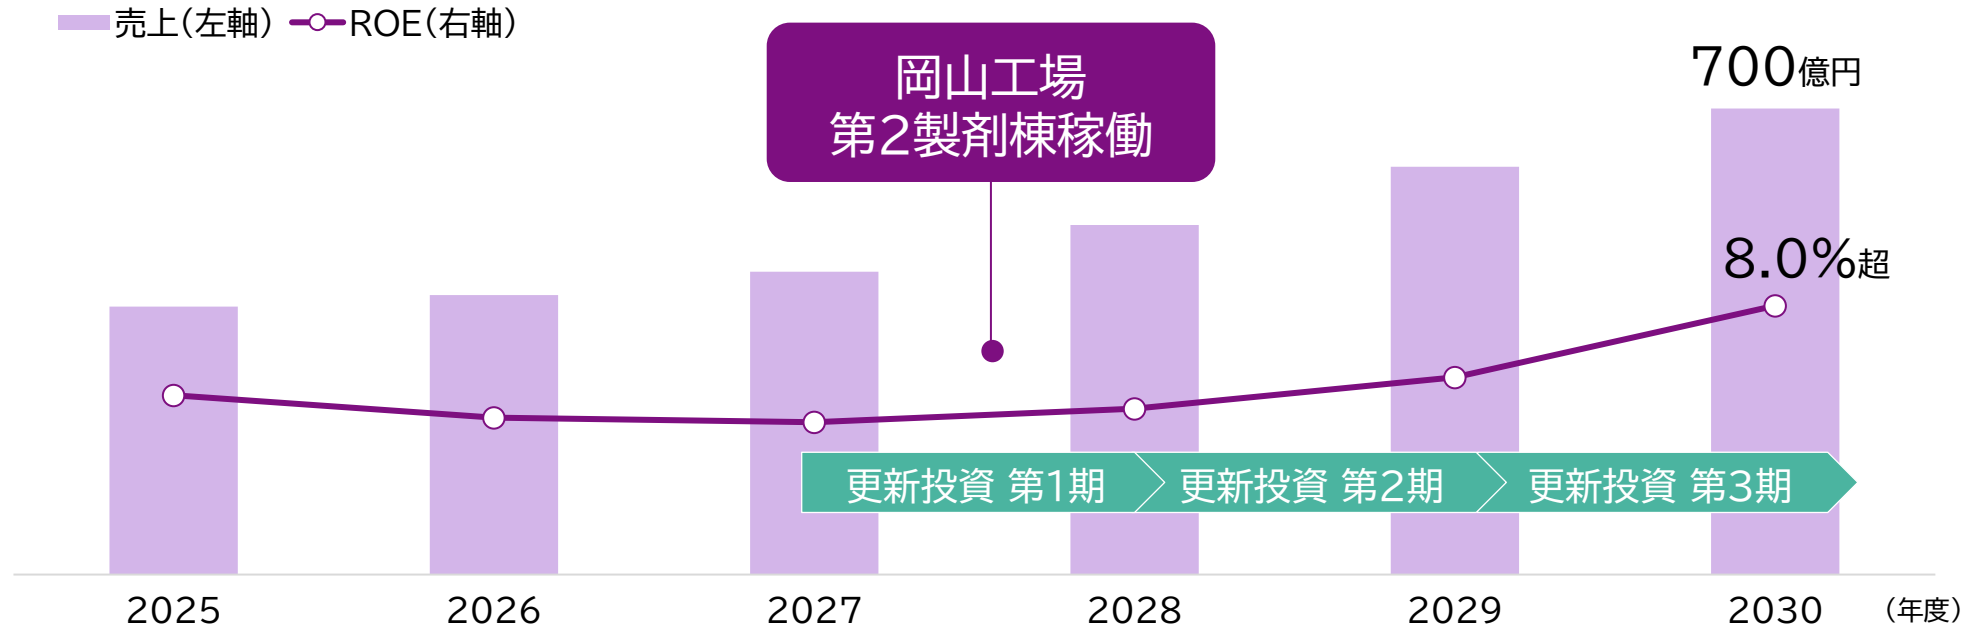 売上(左軸) ROE(右軸)
岡山工場
第2製剤棟稼働
700億円
8.0%超
更新投資 第1期 更新投資 第2期 更新投資 第3期
2025 2026 2027 2028 2029 2030 (年度)